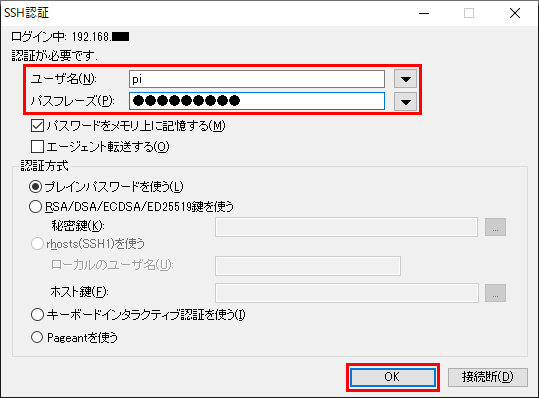 SSH認証
ログイン中: 192.168.
認証が必要です.
ユーザ名(N): pi
パスフレーズ(P): ●●●●●●●●●
パスワードをメモリ上に記憶する(M)
エージェント転送する(O)
認証方式
プレインパスワードを使う(L)
RSA/DSA/ECDSA/ED25519鍵を使う
秘密鍵(K): ...
rhosts(SSH1)を使う
ローカルのユーザ名(U):
ホスト鍵(F): ...
キーボードインタラクティブ認証を使う(I)
Pageantを使う
OK 接続断(D)